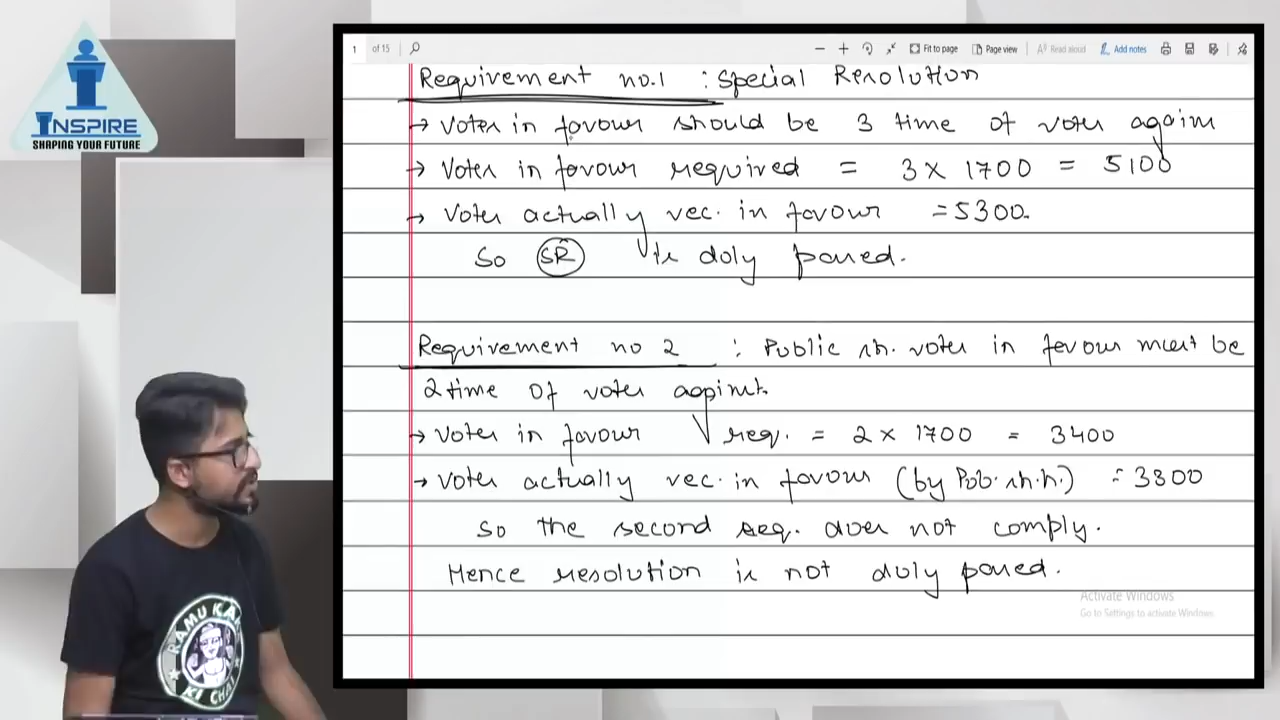 INSPIRE
SHAPING YOUR FUTURE
1 of 15 Fit to page Page view Read aloud Add notes
Requirement no.1 : Special Resolution
→ Votes in favour should be 3 time of votes against
→ Votes in favour required = 3 x 1700 = 5100
→ Votes actually rec. in favour = 5300.
So SR is duly passed.
Requirement no 2 : Public sh. votes in favour must be
2 time of votes against.
→ Votes in favour req. = 2 x 1700 = 3400
→ Votes actually rec. in favour (by Pub. sh.h.) = 3300
So the second req. does not comply.
Hence resolution is not duly passed.
Activate Windows
Go to Settings to activate Windows.
RAMU KA
KI CHAI